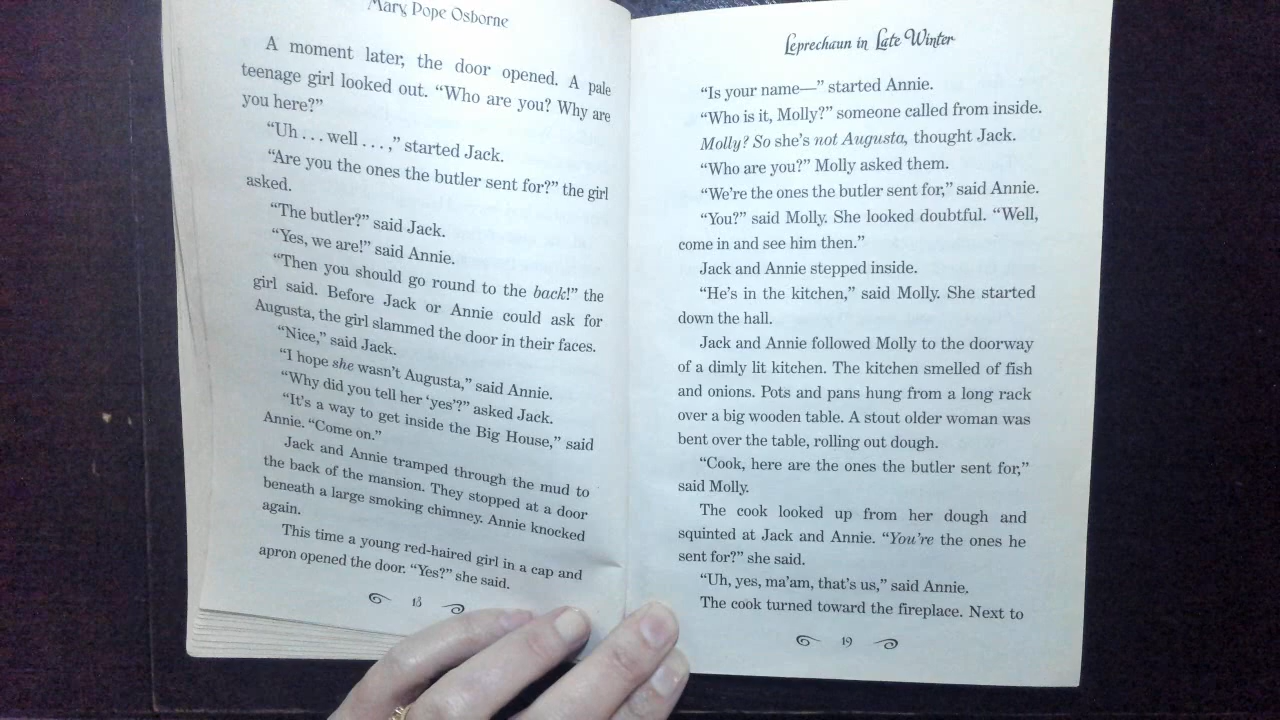 Mary Pope Osborne
A moment later, the door opened. A pale
teenage girl looked out. “Who are you? Why are
you here?”
“Uh . . . well . . . ,” started Jack.
“Are you the ones the butler sent for?” the girl
asked.
“The butler?” said Jack.
“Yes, we are!” said Annie.
“Then you should go round to the back!” the
girl said. Before Jack or Annie could ask for
Augusta, the girl slammed the door in their faces.
“Nice,” said Jack.
“I hope she wasn’t Augusta,” said Annie.
“Why did you tell her ‘yes’?” asked Jack.
“It’s a way to get inside the Big House,” said
Annie. “Come on.”
Jack and Annie tramped through the mud to
the back of the mansion. They stopped at a door
beneath a large smoking chimney. Annie knocked
again.
This time a young red-haired girl in a cap and
apron opened the door. “Yes?” she said.
18
Leprechaun in Late Winter
“Is your name—” started Annie.
“Who is it, Molly?” someone called from inside.
Molly? So she’s not Augusta, thought Jack.
“Who are you?” Molly asked them.
“We’re the ones the butler sent for,” said Annie.
“You?” said Molly. She looked doubtful. “Well,
come in and see him then.”
Jack and Annie stepped inside.
“He’s in the kitchen,” said Molly. She started
down the hall.
Jack and Annie followed Molly to the doorway
of a dimly lit kitchen. The kitchen smelled of fish
and onions. Pots and pans hung from a long rack
over a big wooden table. A stout older woman was
bent over the table, rolling out dough.
“Cook, here are the ones the butler sent for,”
said Molly.
The cook looked up from her dough and
squinted at Jack and Annie. “You’re the ones he
sent for?” she said.
“Uh, yes, ma’am, that’s us,” said Annie.
The cook turned toward the fireplace. Next to
19